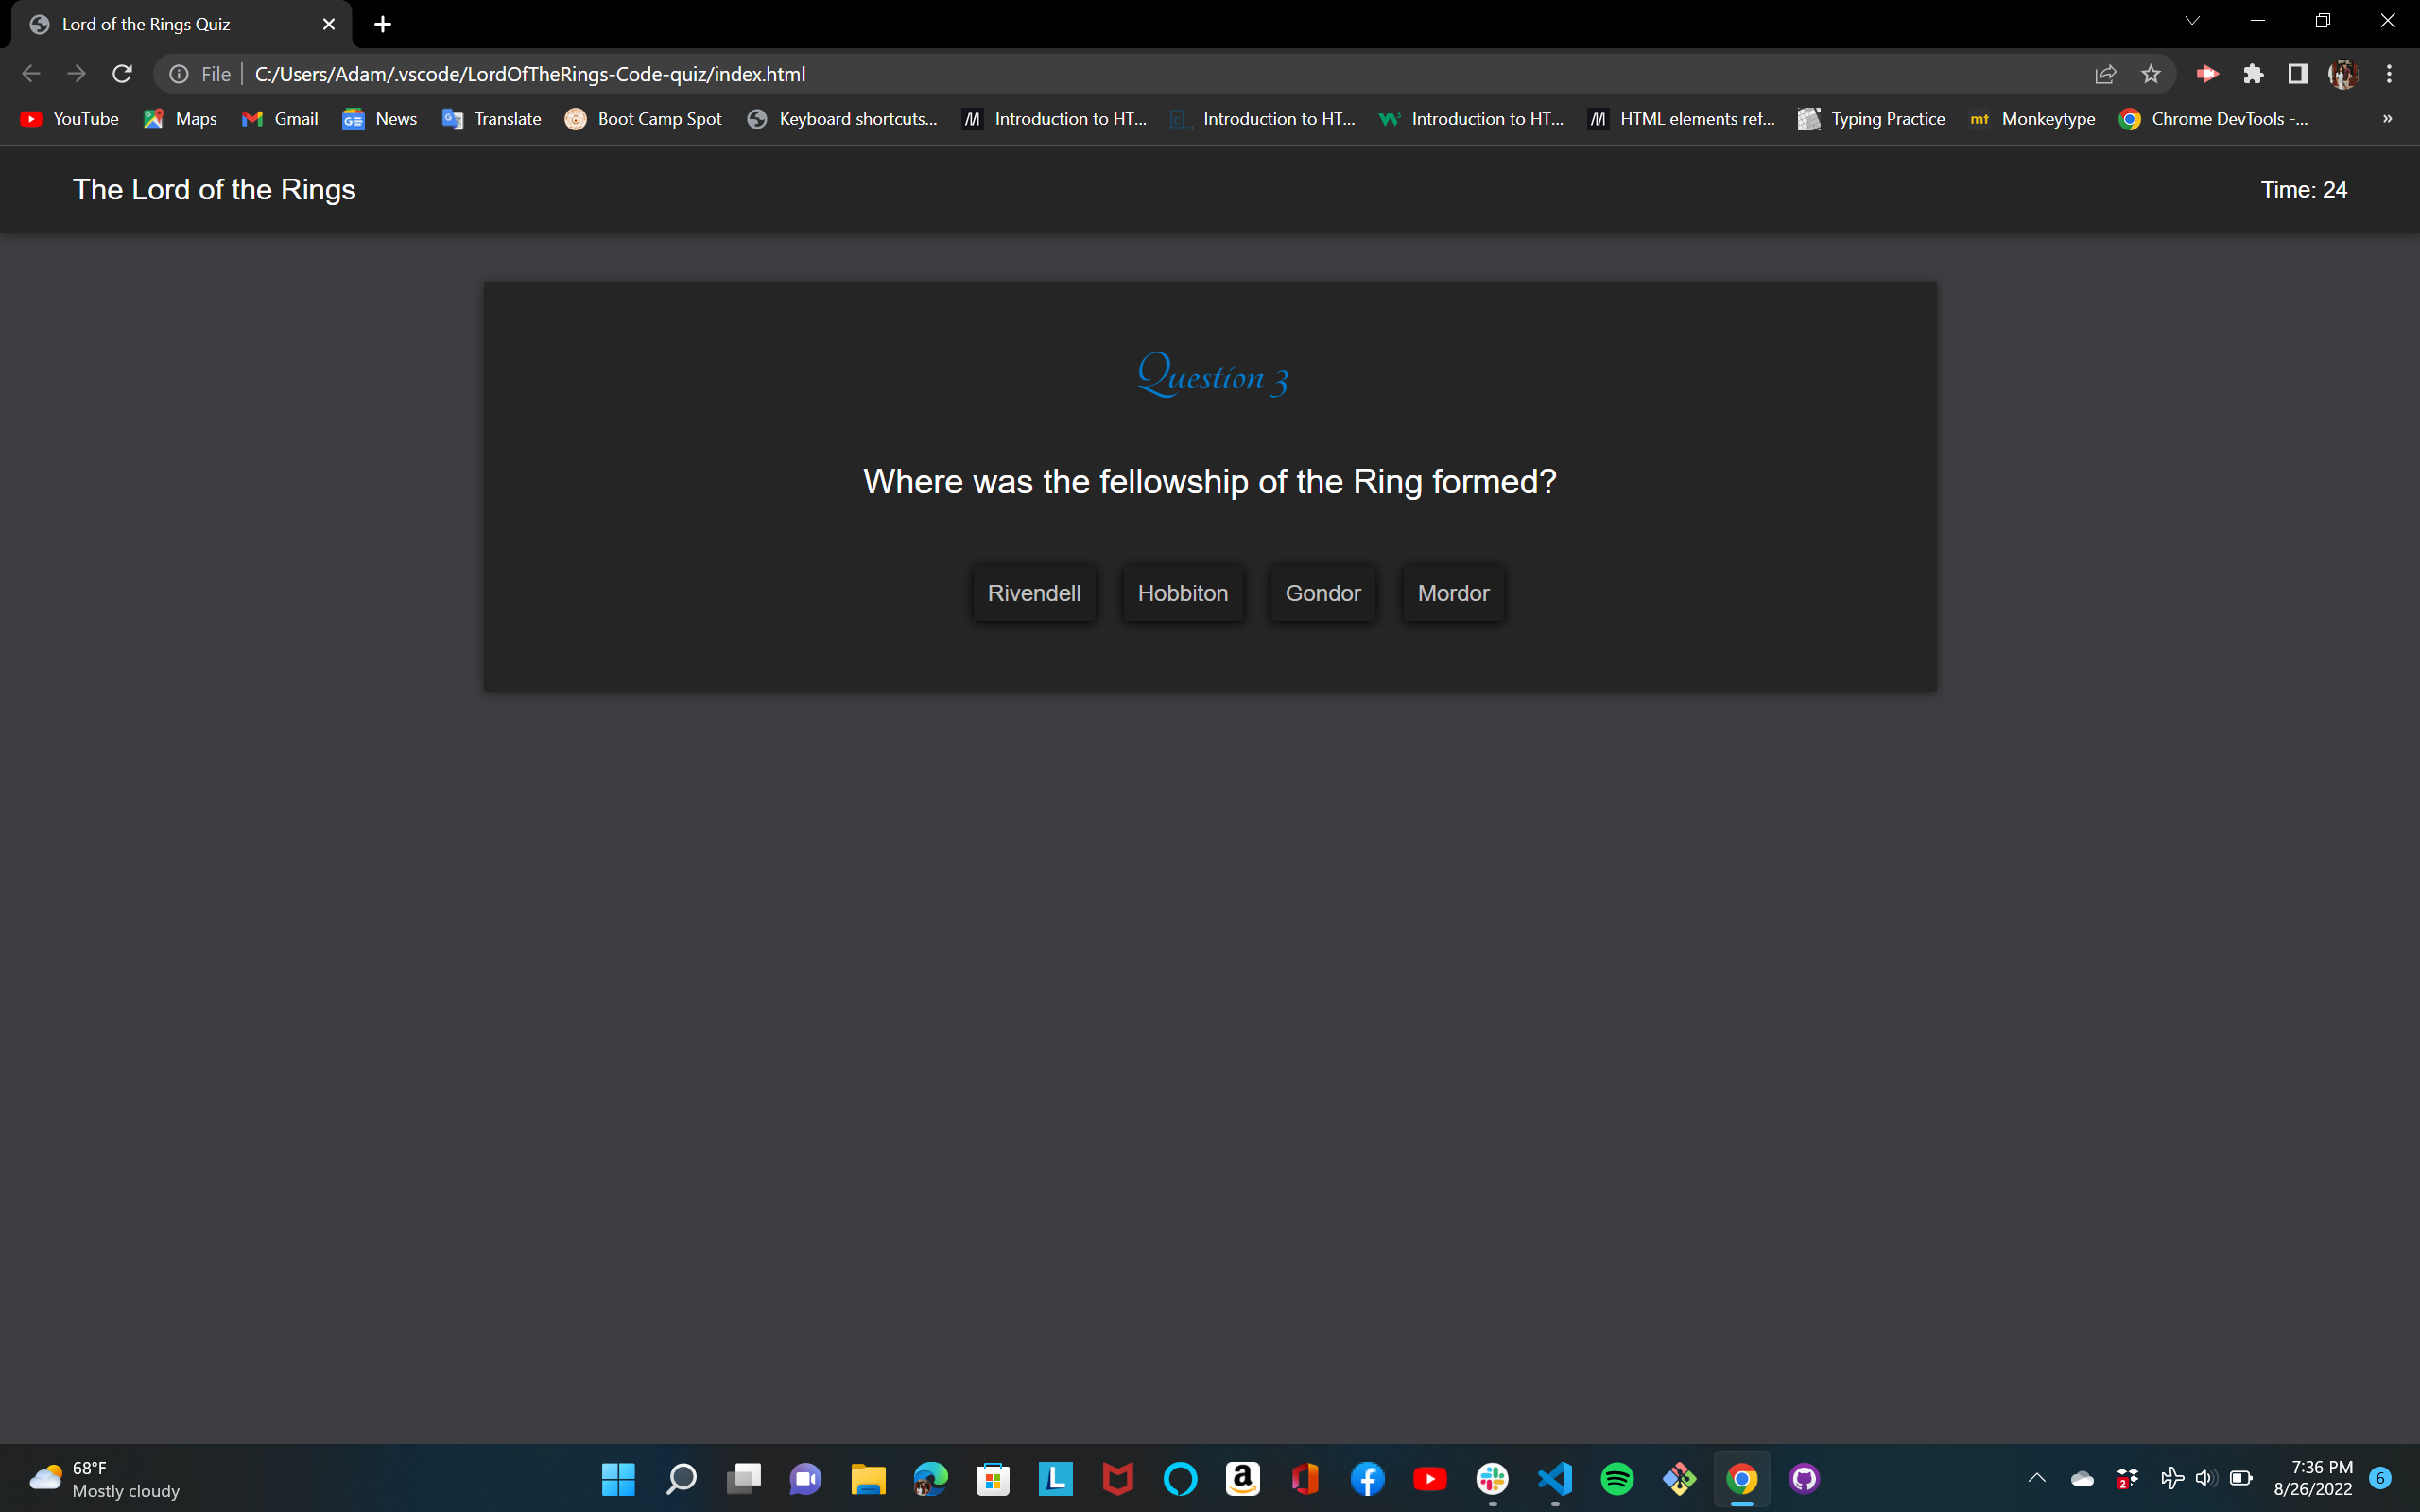 Lord of the Rings Quiz
File C:/Users/Adam/.vscode/LordOfTheRings-Code-quiz/index.html
YouTube Maps Gmail News Translate Boot Camp Spot Keyboard shortcuts... Introduction to HT... Introduction to HT... Introduction to HT... HTML elements ref... Typing Practice mt Monkeytype Chrome DevTools -... »
The Lord of the Rings Time: 24
Question 3
Where was the fellowship of the Ring formed?
Rivendell Hobbiton Gondor Mordor
68°F
Mostly cloudy
7:36 PM
8/26/2022
6